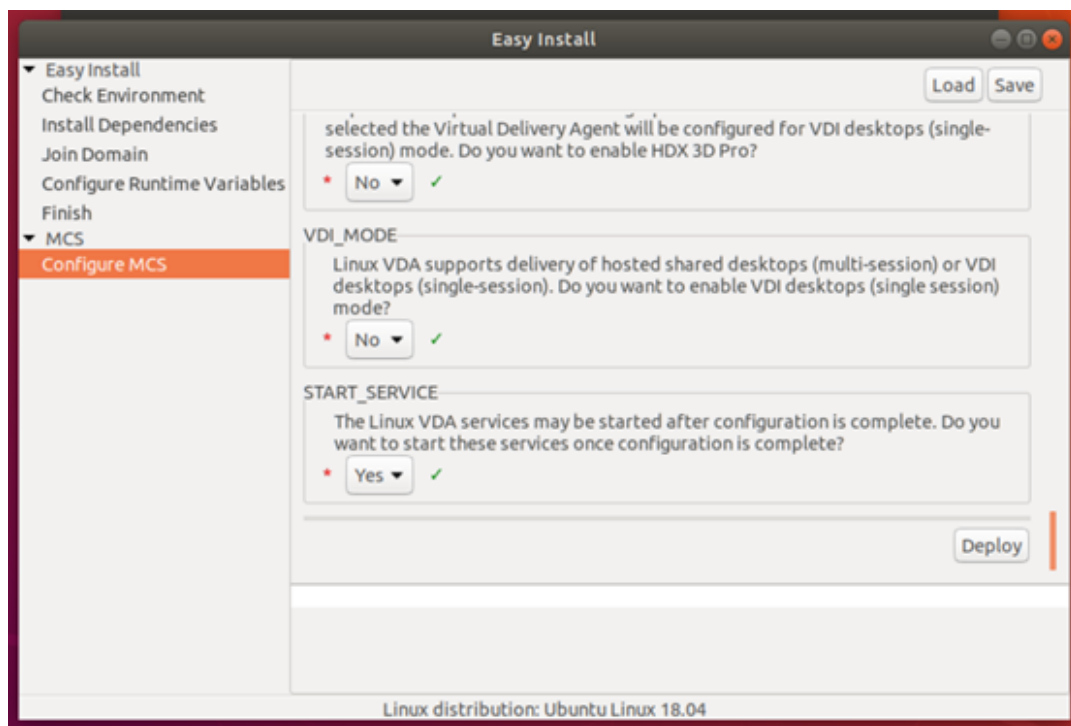 Easy Install
Easy Install
Check Environment
Install Dependencies
Join Domain
Configure Runtime Variables
Finish
MCS
Configure MCS
Load Save
selected the Virtual Delivery Agent will be configured for VDI desktops (single-
session) mode. Do you want to enable HDX 3D Pro?
* No ✓
VDI_MODE
Linux VDA supports delivery of hosted shared desktops (multi-session) or VDI
desktops (single-session). Do you want to enable VDI desktops (single session)
mode?
* No ✓
START_SERVICE
The Linux VDA services may be started after configuration is complete. Do you
want to start these services once configuration is complete?
* Yes ✓
Deploy
Linux distribution: Ubuntu Linux 18.04